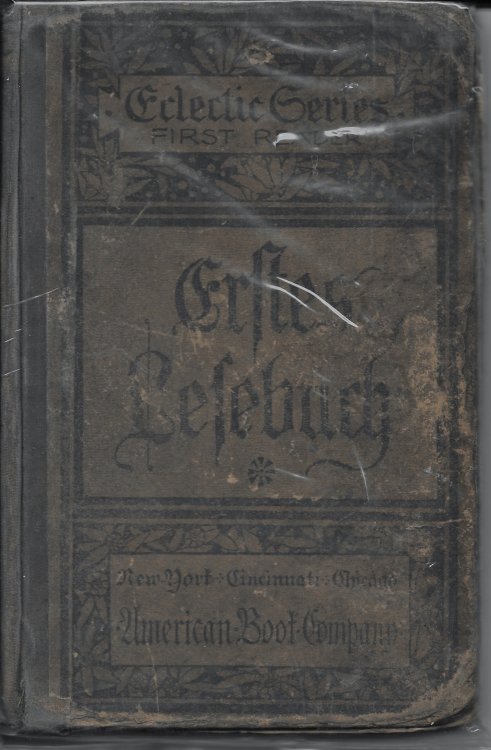 Eclectic Series
FIRST READER
Erstes
Lesebuch
New-York : Cincinnati : Chicago
American Book Company